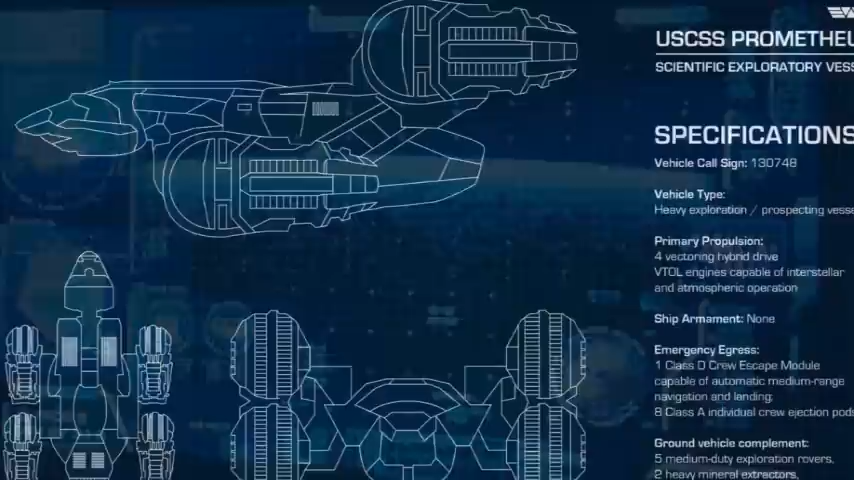 USCSS PROMETHEU
SCIENTIFIC EXPLORATORY VESS
SPECIFICATIONS
Vehicle Call Sign: 130748
Vehicle Type:
Heavy exploration / prospecting vesse
Primary Propulsion:
4 vectoring hybrid drive
VTOL engines capable of interstellar
and atmospheric operation
Ship Armament: None
Emergency Egress:
1 Class D Crew Escape Module
capable of automatic medium-range
navigation and landing;
8 Class A individual crew ejection pods
Ground vehicle complement:
5 medium-duty exploration rovers,
2 heavy mineral extractors,